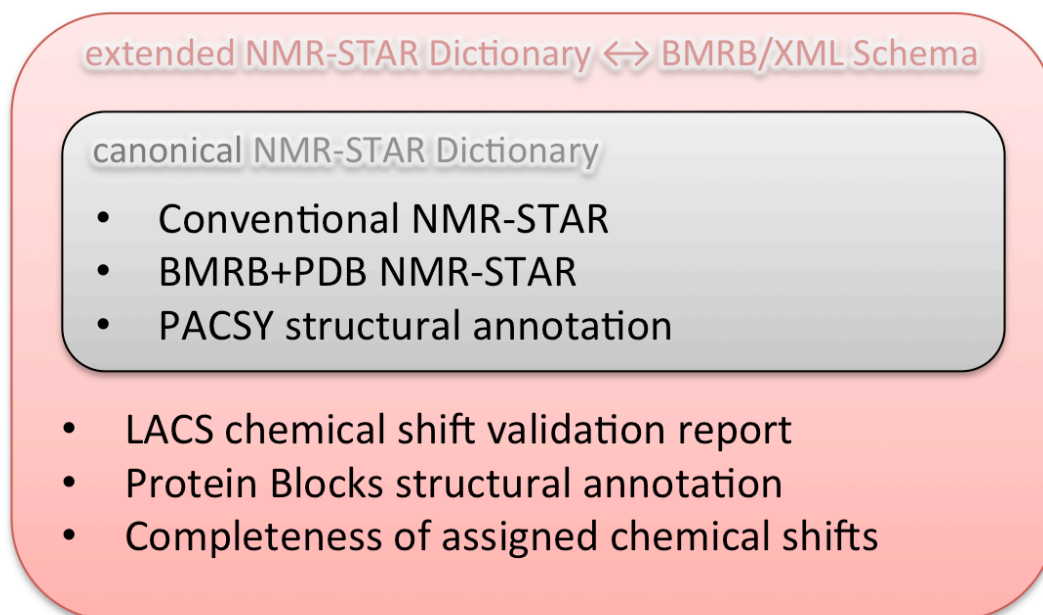 extended NMR-STAR Dictionary ↔ BMRB/XML Schema
canonical NMR-STAR Dictionary
• Conventional NMR-STAR
• BMRB+PDB NMR-STAR
• PACSY structural annotation
• LACS chemical shift validation report
• Protein Blocks structural annotation
• Completeness of assigned chemical shifts